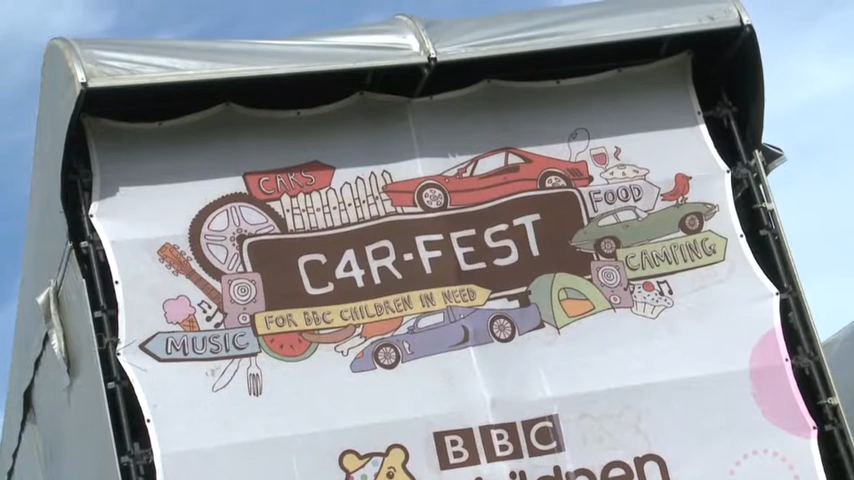 CARS
FOOD
C4R-FEST
CAMPING
FOR BBC CHILDREN IN NEED
MUSIC
BBC